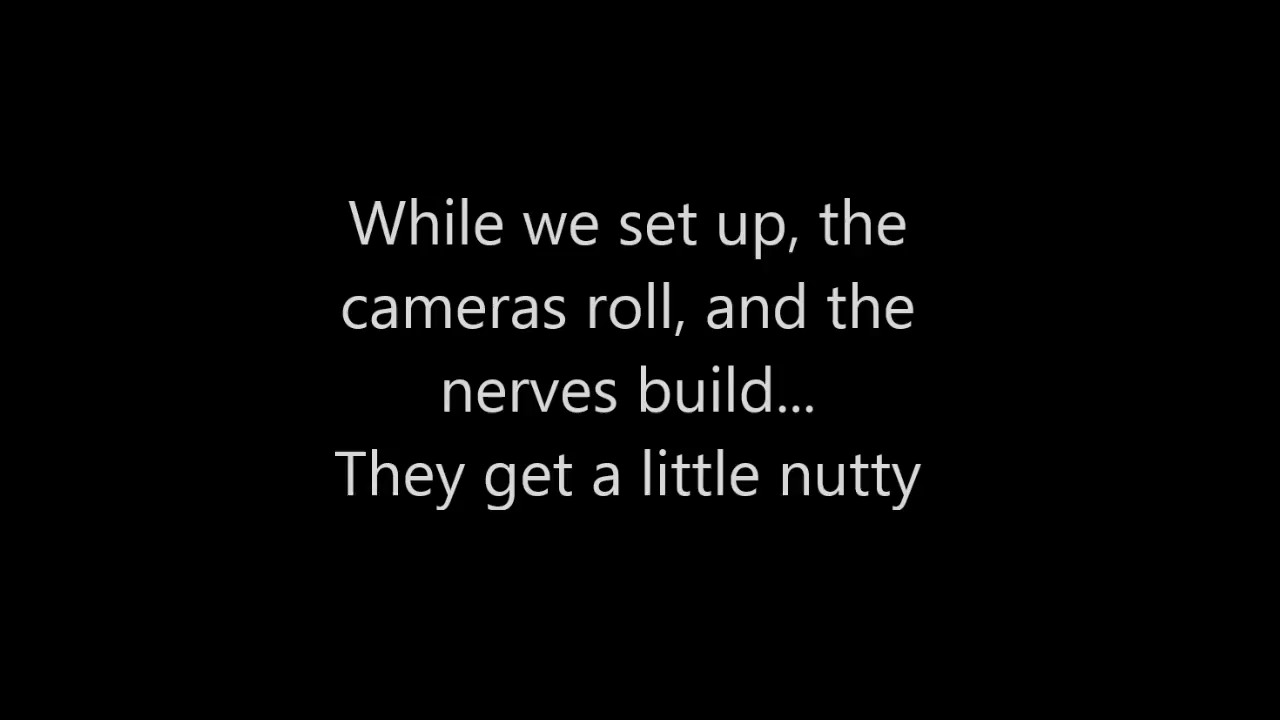 While we set up, the
cameras roll, and the
nerves build...
They get a little nutty